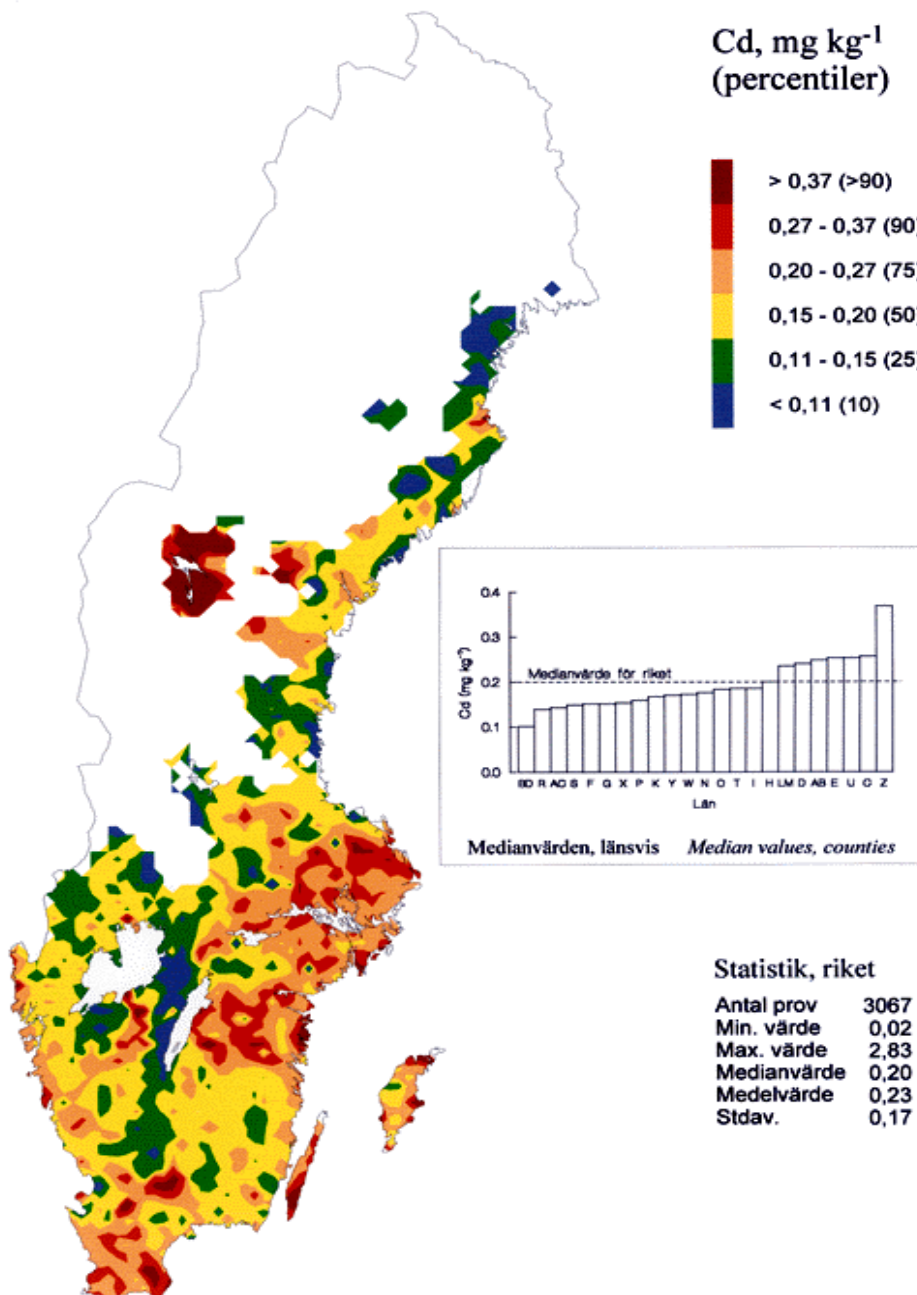 Cd, mg kg-1
(percentiler)
> 0,37 (>90)
0,27 - 0,37 (90)
0,20 - 0,27 (75)
0,15 - 0,20 (50)
0,11 - 0,15 (25)
< 0,11 (10)
0.4
0.3
0.2
0.1
0.0
Cd (mg kg-1)
Medianvärde för riket
BD R AC S F G X P K Y W N O T I H LM D AB E U C Z
Län
Medianvärden, länsvis Median values, counties
Statistik, riket
Antal prov 3067
Min. värde 0,02
Max. värde 2,83
Medianvärde 0,20
Medelvärde 0,23
Stdav. 0,17